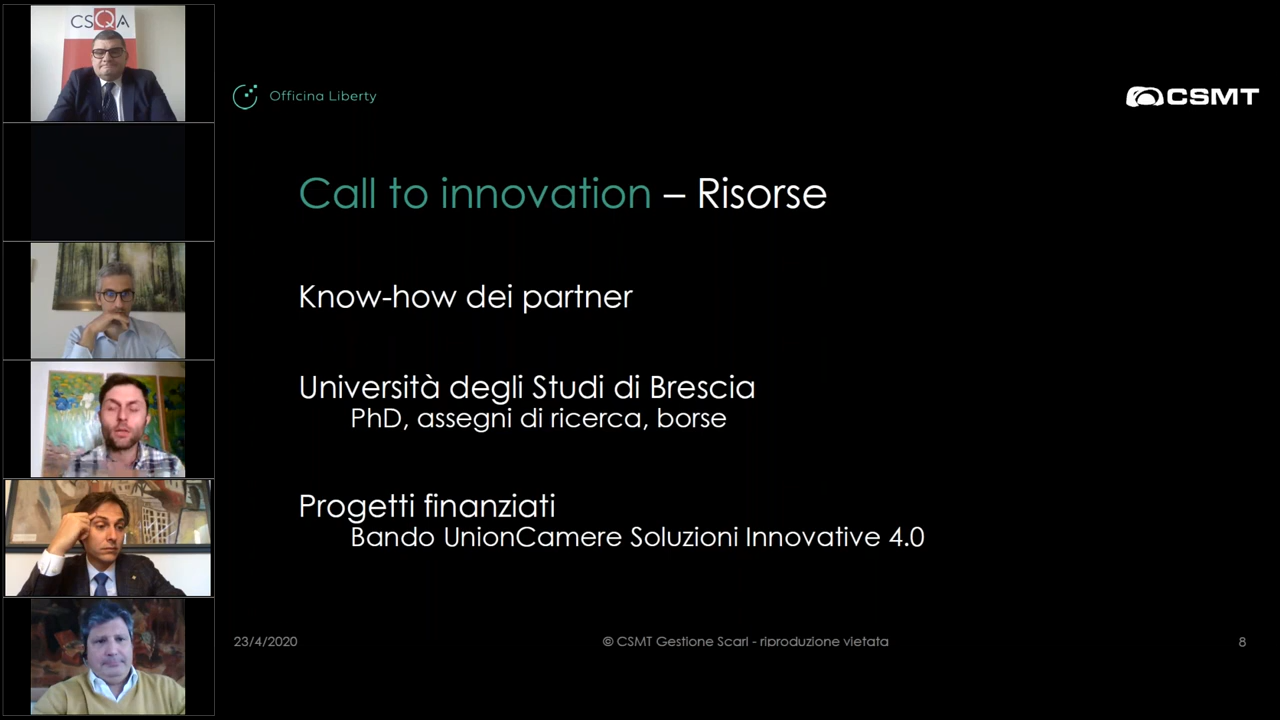 CSQA
Officina Liberty
CSMT
Call to innovation – Risorse
Know-how dei partner
Università degli Studi di Brescia
PhD, assegni di ricerca, borse
Progetti finanziati
Bando UnionCamere Soluzioni Innovative 4.0
23/4/2020
© CSMT Gestione Scarl - riproduzione vietata
8